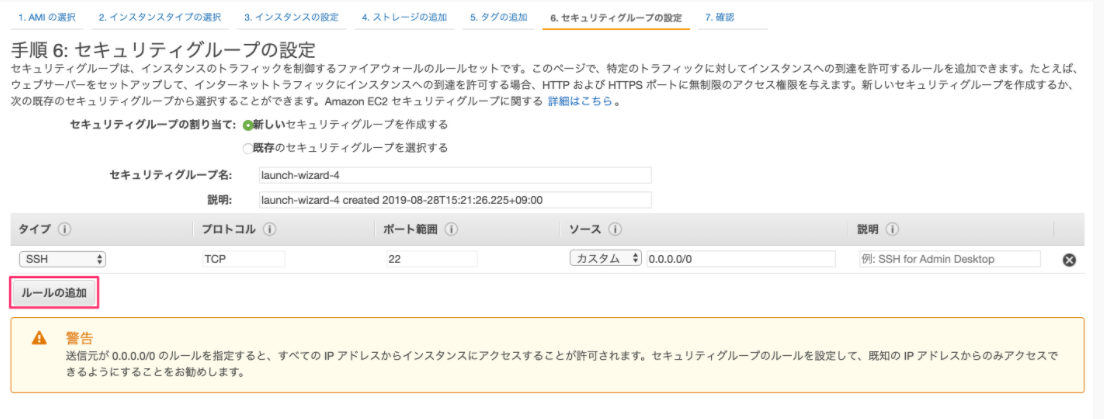 1. AMI の選択 2. インスタンスタイプの選択 3. インスタンスの設定 4. ストレージの追加 5. タグの追加 6. セキュリティグループの設定 7. 確認
手順 6: セキュリティグループの設定
セキュリティグループは、インスタンスのトラフィックを制御するファイアウォールのルールセットです。このページで、特定のトラフィックに対してインスタンスへの到達を許可するルールを追加できます。たとえば、
ウェブサーバーをセットアップして、インターネットトラフィックにインスタンスへの到達を許可する場合、HTTP および HTTPS ポートに無制限のアクセス権限を与えます。新しいセキュリティグループを作成するか、
次の既存のセキュリティグループから選択することができます。Amazon EC2 セキュリティグループに関する 詳細はこちら 。
セキュリティグループの割り当て: 新しいセキュリティグループを作成する
既存のセキュリティグループを選択する
セキュリティグループ名: launch-wizard-4
説明: launch-wizard-4 created 2019-08-28T15:21:26.225+09:00
タイプ i プロトコル i ポート範囲 i ソース i 説明 i
SSH TCP 22 カスタム 0.0.0.0/0 例: SSH for Admin Desktop
ルールの追加
警告
送信元が 0.0.0.0/0 のルールを指定すると、すべての IP アドレスからインスタンスにアクセスすることが許可されます。セキュリティグループのルールを設定して、既知の IP アドレスからのみアクセスで
きるようにすることをお勧めします。